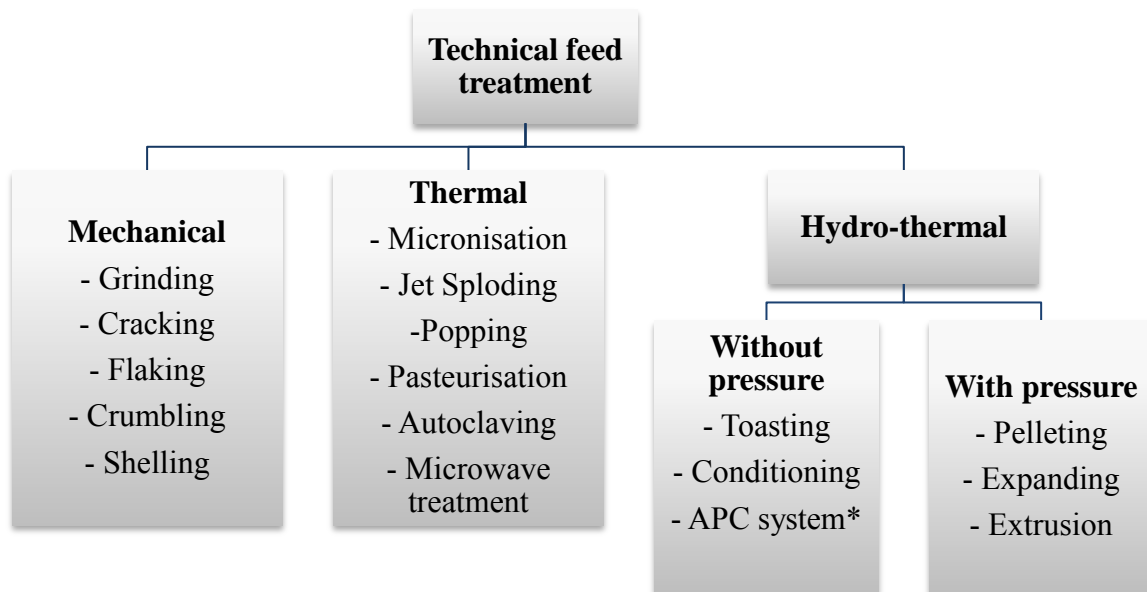 Technical feed
treatment
Mechanical
- Grinding
- Cracking
- Flaking
- Crumbling
- Shelling
Thermal
- Micronisation
- Jet Sploding
-Popping
- Pasteurisation
- Autoclaving
- Microwave
treatment
Hydro-thermal
Without
pressure
- Toasting
- Conditioning
- APC system*
With pressure
- Pelleting
- Expanding
- Extrusion